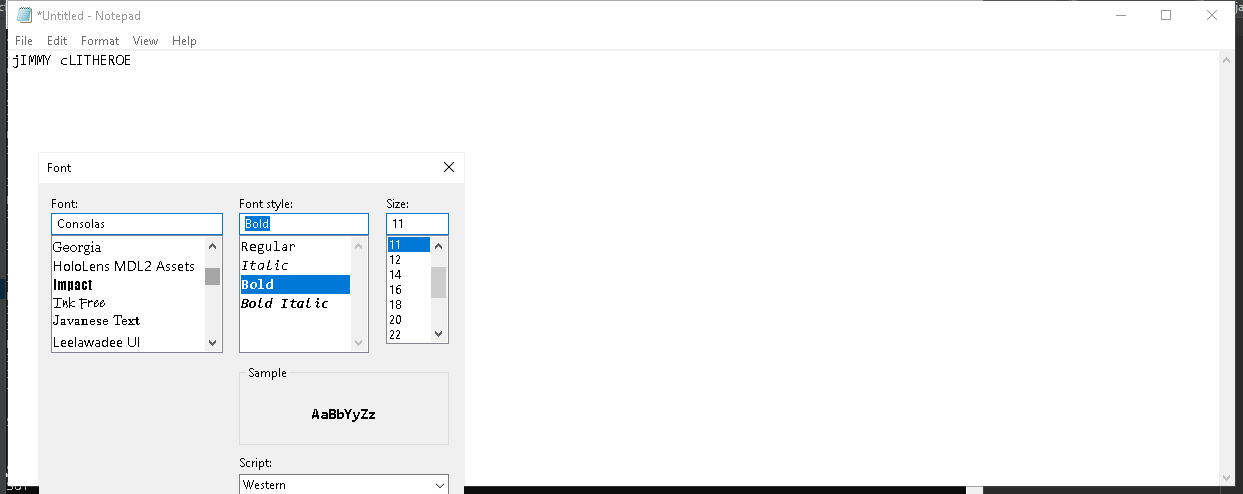 *Untitled - Notepad
File Edit Format View Help
jIMMY cLITHEROE
Font
Font: Font style: Size:
Consolas Bold 11
Georgia Regular 11
HoloLens MDL2 Assets Italic 12
Impact Bold 14
Ink Free Bold Italic 16
Javanese Text 18
Leelawadee UI 20
22
Sample
AaBbYyZz
Script:
Western